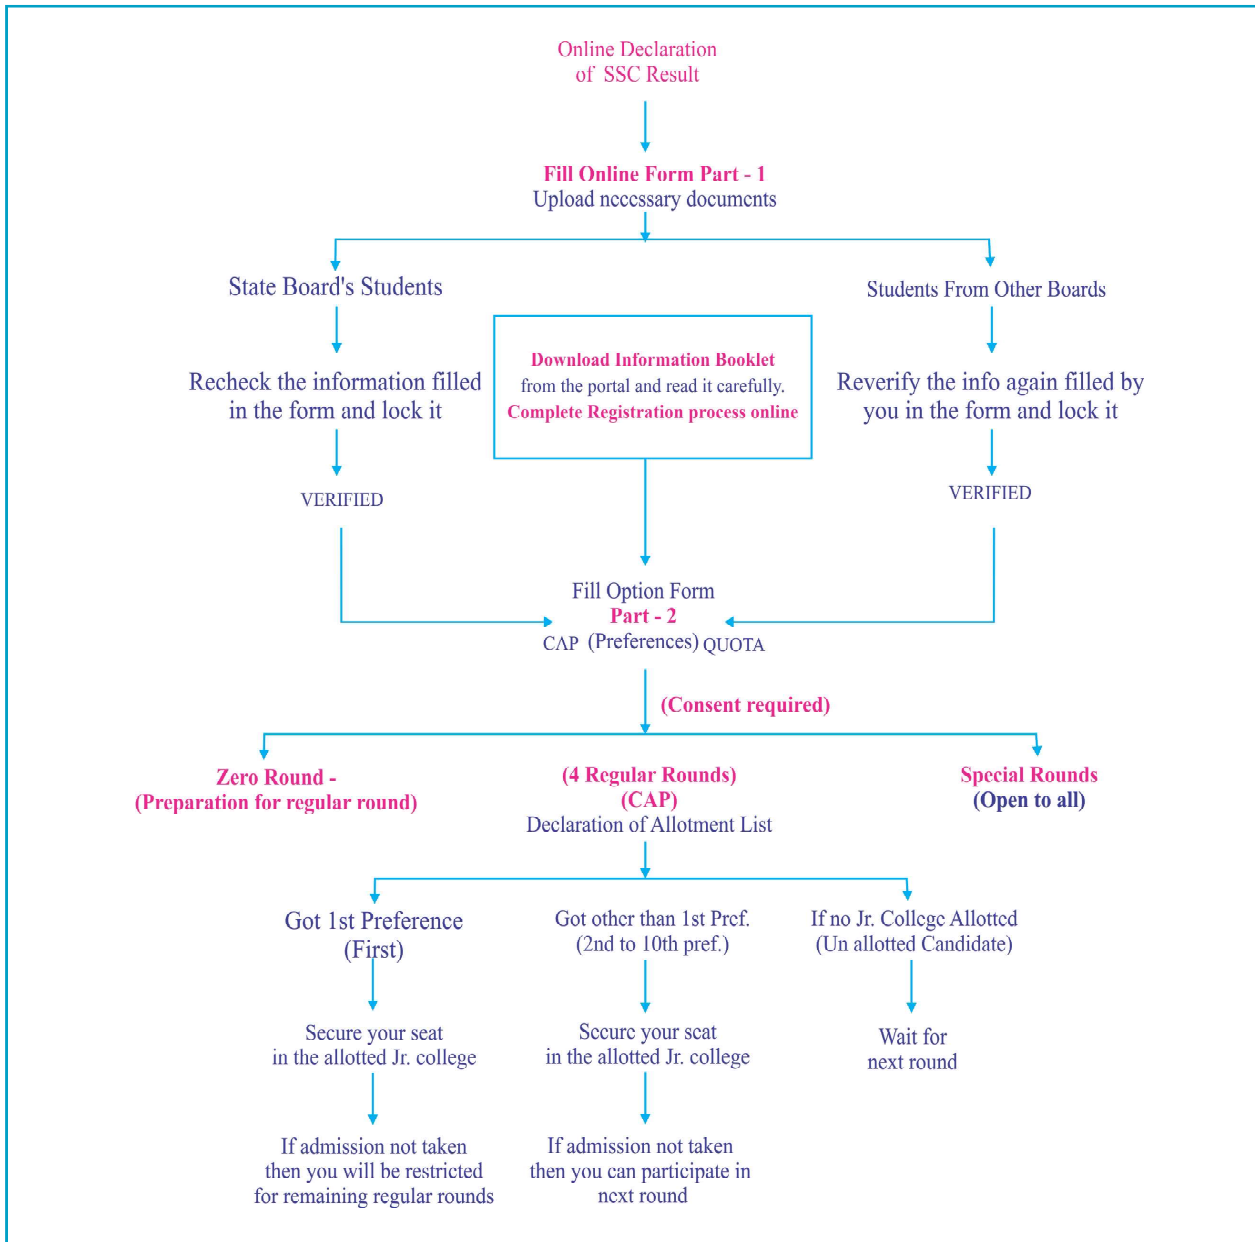 Online Declaration
of SSC Result
Fill Online Form Part - 1
Upload necessary documents
State Board's Students
Students From Other Boards
Recheck the information filled
in the form and lock it
Download Information Booklet
from the portal and read it carefully.
Complete Registration process online
Reverify the info again filled by
you in the form and lock it
VERIFIED
VERIFIED
Fill Option Form
Part - 2
CAP (Preferences) QUOTA
(Consent required)
Zero Round -
(Preparation for regular round)
(4 Regular Rounds)
(CAP)
Declaration of Allotment List
Special Rounds
(Open to all)
Got 1st Preference
(First)
Got other than 1st Pref.
(2nd to 10th pref.)
If no Jr. College Allotted
(Un allotted Candidate)
Secure your seat
in the allotted Jr. college
Secure your seat
in the allotted Jr. college
Wait for
next round
If admission not taken
then you will be restricted
for remaining regular rounds
If admission not taken
then you can participate in
next round